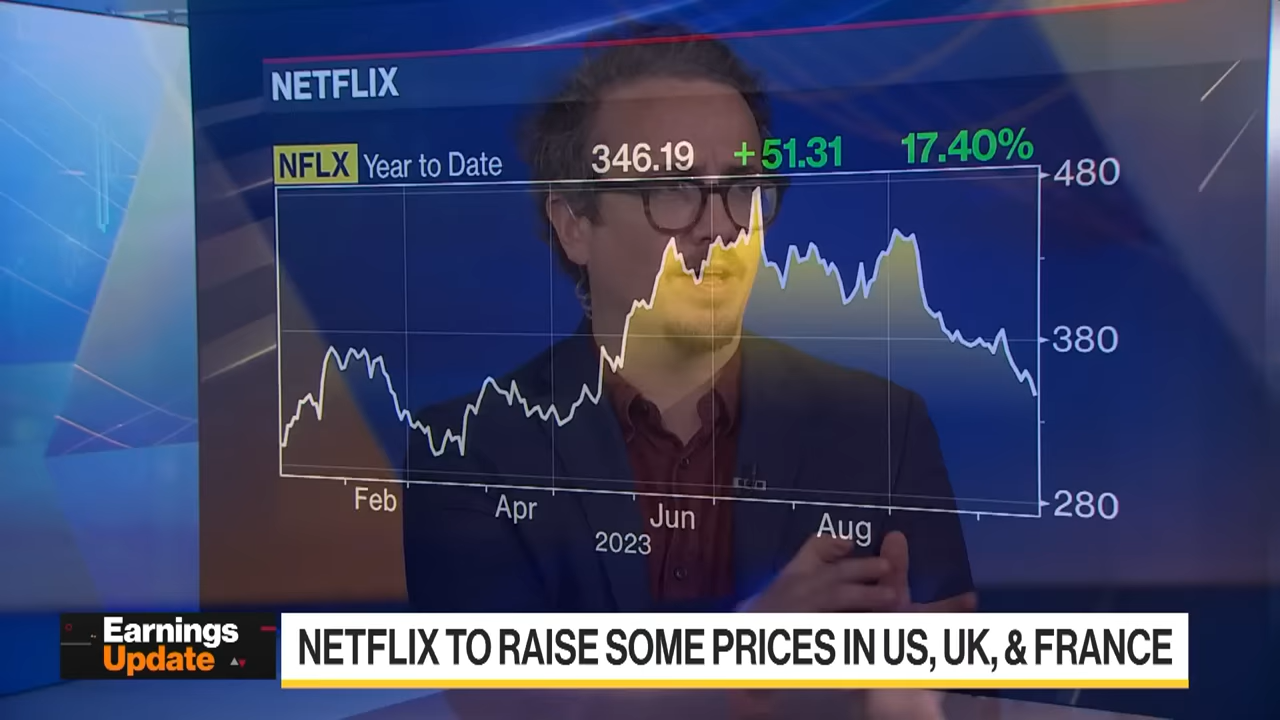 NETFLIX
NFLX Year to Date 346.19 +51.31 17.40%
480
380
280
Feb Apr Jun Aug
2023
Earnings
Update
NETFLIX TO RAISE SOME PRICES IN US, UK, & FRANCE